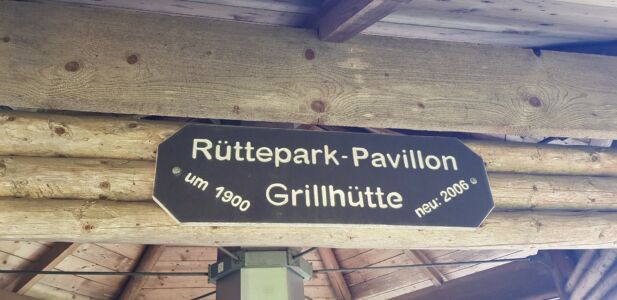 Rüttepark-Pavillon
um 1900 Grillhütte neu: 2006